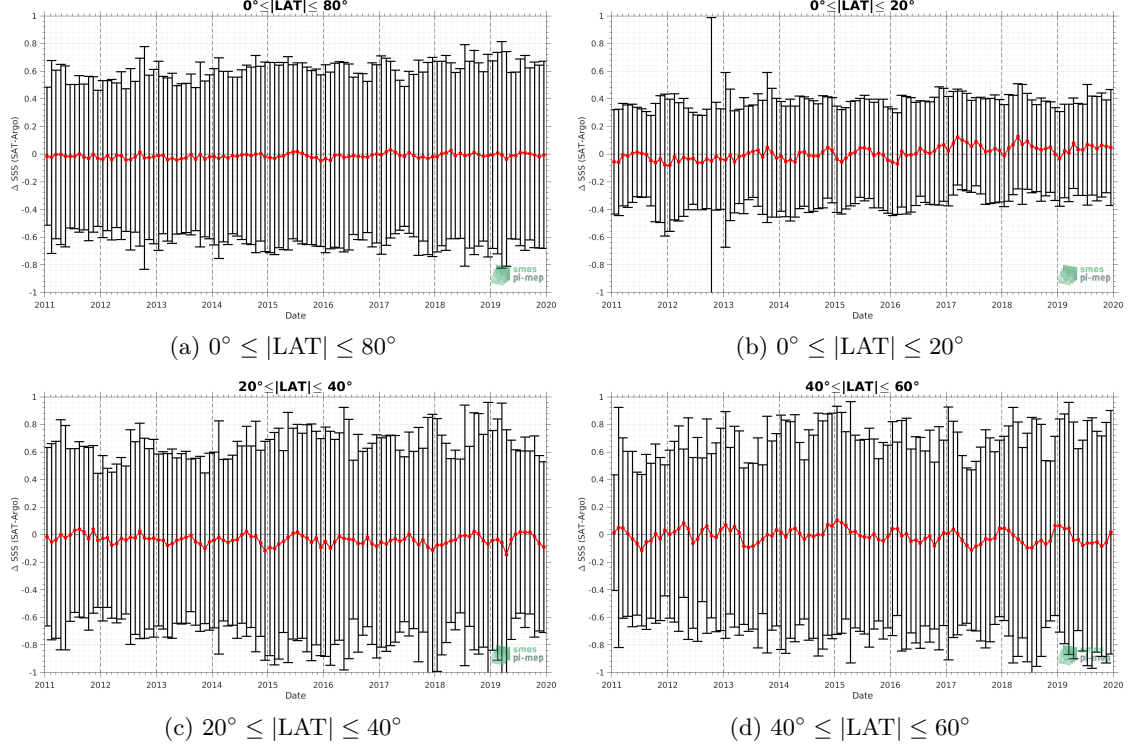 0°≤|LAT|≤ 80°
1
0.8
0.6
0.4
0.2
0
-0.2
-0.4
-0.6
-0.8
-1
Δ SSS (SAT-Argo)
smos
pi-mep
2011 2012 2013 2014 2015 2016 2017 2018 2019 2020
Date
(a) 0° ≤ |LAT| ≤ 80°
0°≤|LAT|≤ 20°
1
0.8
0.6
0.4
0.2
0
-0.2
-0.4
-0.6
-0.8
-1
Δ SSS (SAT-Argo)
smos
pi-mep
2011 2012 2013 2014 2015 2016 2017 2018 2019 2020
Date
(b) 0° ≤ |LAT| ≤ 20°
20°≤|LAT|≤ 40°
1
0.8
0.6
0.4
0.2
0
-0.2
-0.4
-0.6
-0.8
-1
Δ SSS (SAT-Argo)
smos
pi-mep
2011 2012 2013 2014 2015 2016 2017 2018 2019 2020
Date
(c) 20° ≤ |LAT| ≤ 40°
40°≤|LAT|≤ 60°
1
0.8
0.6
0.4
0.2
0
-0.2
-0.4
-0.6
-0.8
-1
Δ SSS (SAT-Argo)
smos
pi-mep
2011 2012 2013 2014 2015 2016 2017 2018 2019 2020
Date
(d) 40° ≤ |LAT| ≤ 60°